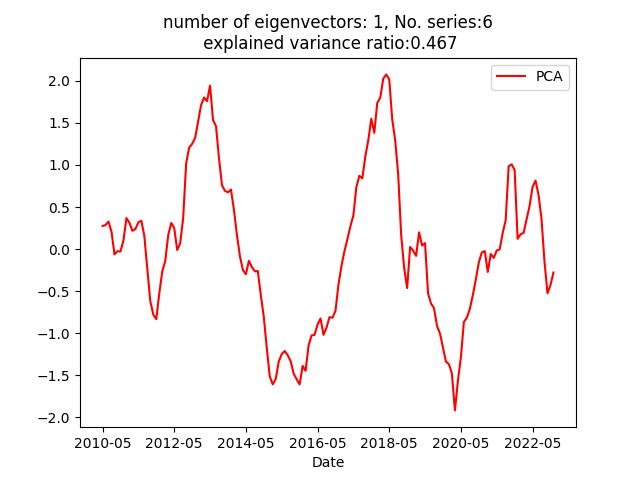 number of eigenvectors: 1, No. series:6
explained variance ratio:0.467
PCA
2.0
1.5
1.0
0.5
0.0
−0.5
−1.0
−1.5
−2.0
2010-05 2012-05 2014-05 2016-05 2018-05 2020-05 2022-05
Date